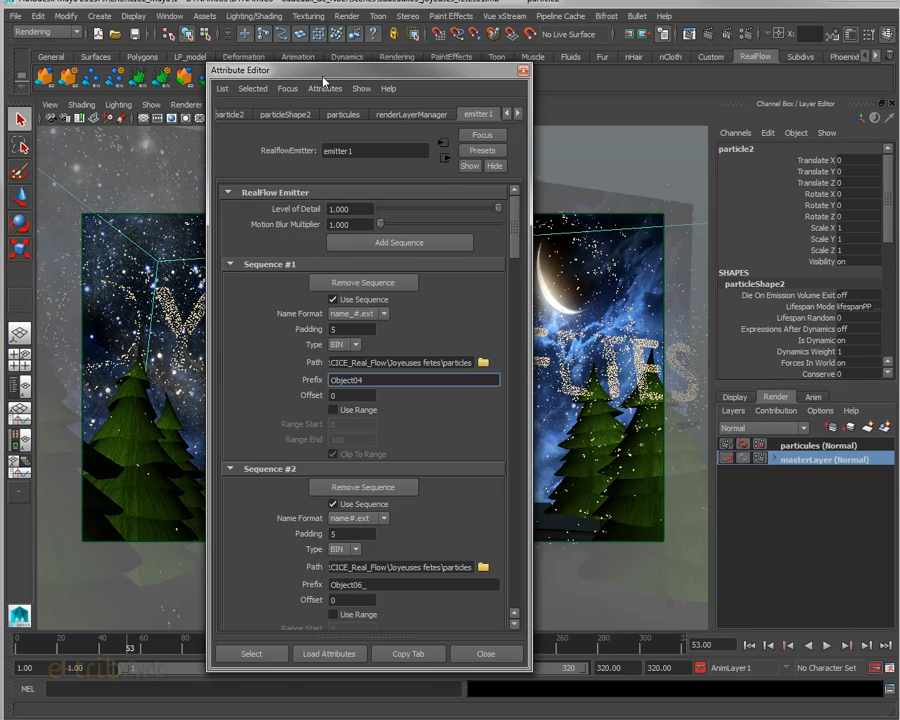 File Edit Modify Create Display Window Assets Lighting/Shading Texturing Render Toon Stereo Paint Effects Vue xStream Pipeline Cache Bifrost Bullet Help
Rendering No Live Surface X:
General Curves Surfaces Polygons LP_model Deformation Animation Dynamics Rendering PaintEffects Toon Muscle Fluids Fur nHair nCloth Custom RealFlow Subdivs
View Shading Lighting Show Renderer
Attribute Editor
List Selected Focus Attributes Show Help
particleShape2 particules renderLayerManager emitter1
Focus
RealflowEmitter: emitter1 Presets
Show Hide
RealFlow Emitter
Level of Detail 1.000
Motion Blur Multiplier 1.000
Add Sequence
Sequence #1
Remove Sequence
Use Sequence
Name Format name_#.ext
Padding 5
Type BIN
Path :CICE_Real_Flow\Joyeuses fetes\particles
Prefix Object04
Offset 0
Use Range
Range Start 0
Range End 100
Clip To Range
Sequence #2
Remove Sequence
Use Sequence
Name Format name#.ext
Padding 5
Type BIN
Path :CICE_Real_Flow\Joyeuses fetes\particles
Prefix Object06_
Offset 0
Use Range
Select Load Attributes Copy Tab Close
Channel Box / Layer Editor
Channels Edit Object Show
particle2
Translate X 0
Translate Y 0
Translate Z 0
Rotate X 0
Rotate Y 0
Rotate Z 0
Scale X 1
Scale Y 1
Scale Z 1
Visibility on
SHAPES
particleShape2
Die On Emission Volume Exit off
Lifespan Mode lifespanPP ...
Lifespan Random 0
Expressions After Dynamics off
Is Dynamic on
Dynamics Weight 1
Forces In World on
Conserve 0
Display Render Anim
Layers Contribution Options Help
Normal
particules (Normal)
masterLayer (Normal)
0 20 40 60 80 260 280 300 320 53.00
53
1.00 1.00 1 320 320.00 320.00 AnimLayer1 No Character Set
MEL